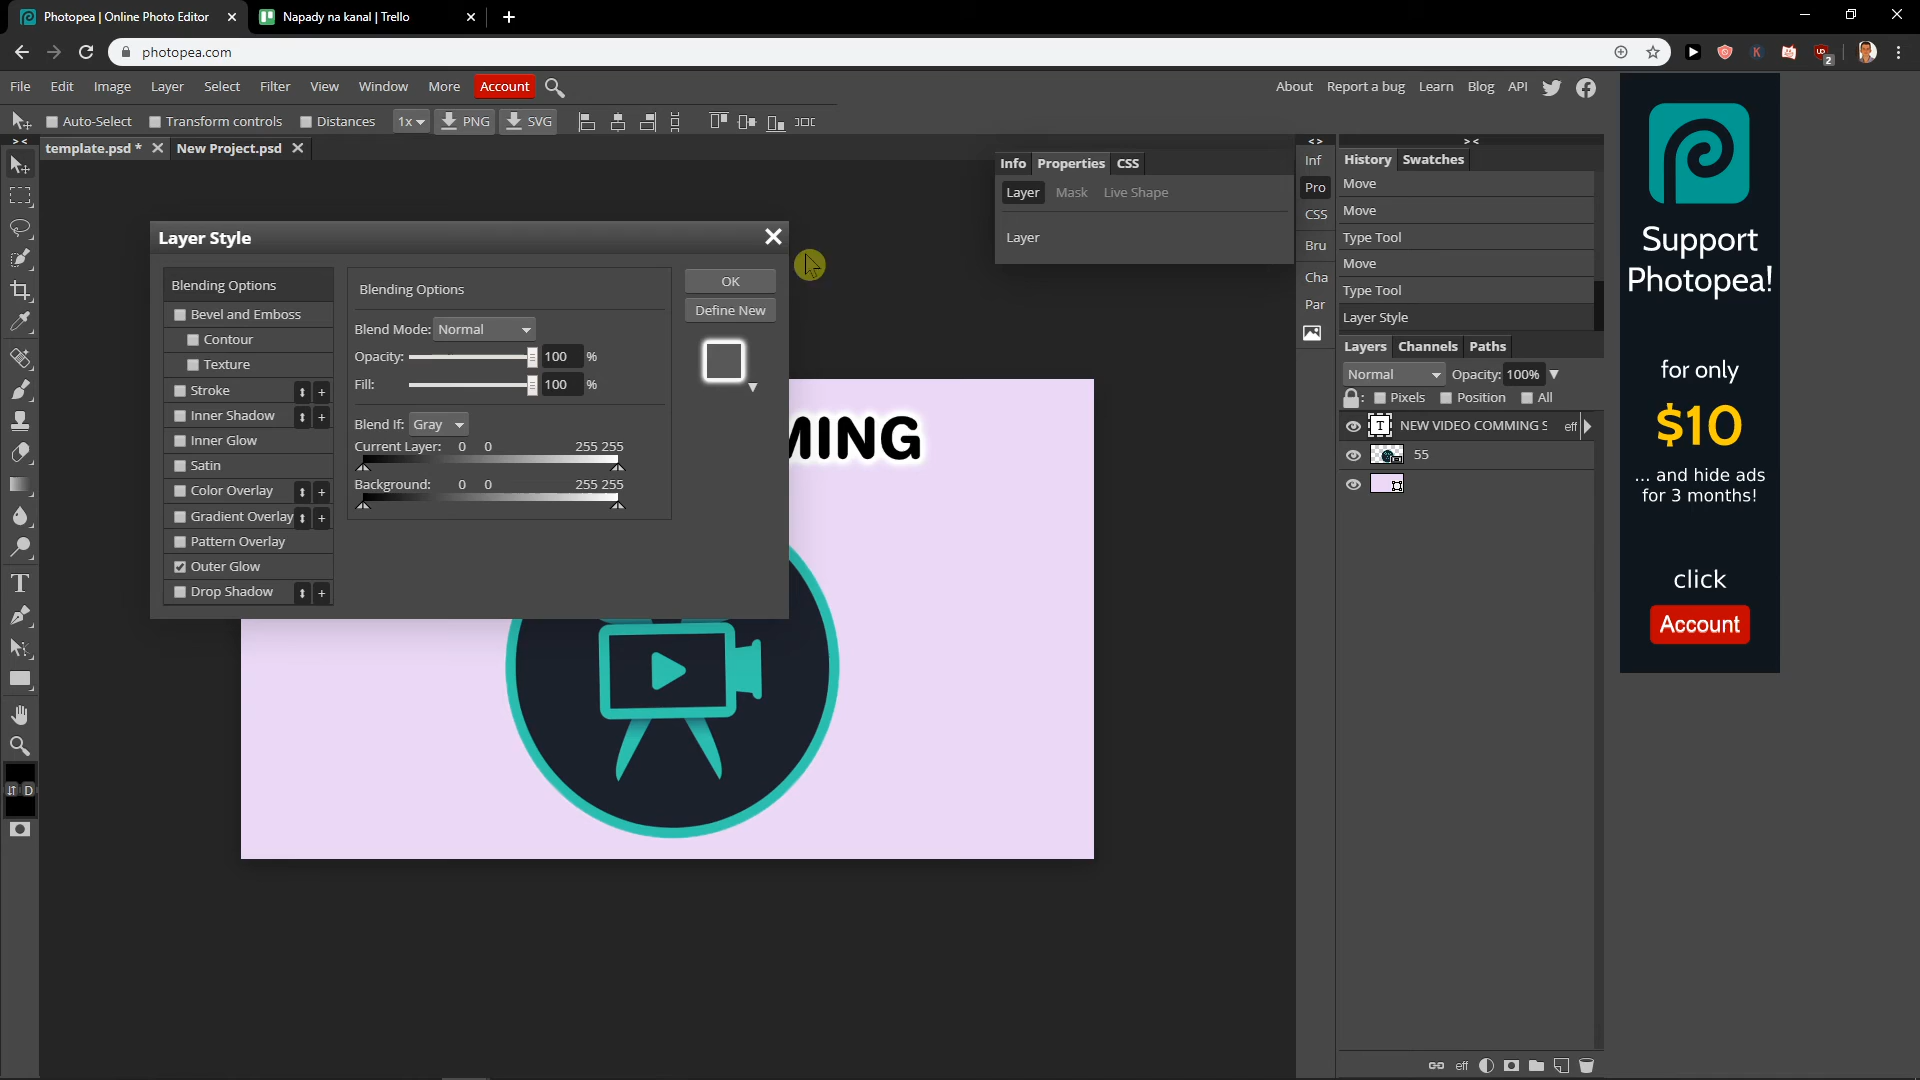 Photopea | Online Photo Editor
Napady na kanal | Trello
photopea.com
2
File Edit Image Layer Select Filter View Window More Account
About Report a bug Learn Blog API
Auto-Select Transform controls Distances 1x PNG SVG
template.psd * New Project.psd
Info Properties CSS
Layer Mask Live Shape
Layer
Inf
Pro
CSS
Bru
Cha
Par
History Swatches
Move
Move
Type Tool
Move
Type Tool
Layer Style
Layers Channels Paths
Normal Opacity: 100%
Pixels Position All
T NEW VIDEO COMMING S eff
55
eff
Layer Style
Blending Options
Bevel and Emboss
Contour
Texture
Stroke +
Inner Shadow +
Inner Glow
Satin
Color Overlay +
Gradient Overlay +
Pattern Overlay
Outer Glow
Drop Shadow +
Blending Options
Blend Mode: Normal
Opacity: 100 %
Fill: 100 %
Blend If: Gray
Current Layer: 0 0 255 255
Background: 0 0 255 255
OK
Define New
MING
T
D
Support
Photopea!
for only
$10
... and hide ads
for 3 months!
click
Account